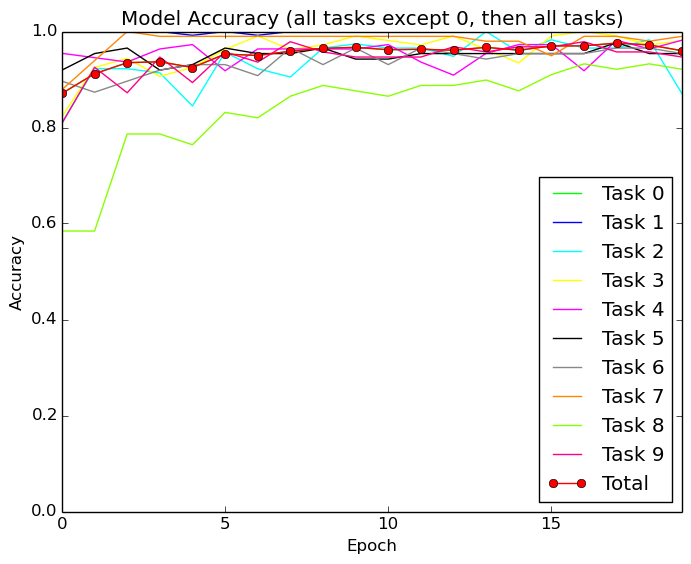 Model Accuracy (all tasks except 0, then all tasks)
1.0
0.8
0.6
0.4
0.2
0.0
Accuracy
0 5 10 15
Epoch
Task 0
Task 1
Task 2
Task 3
Task 4
Task 5
Task 6
Task 7
Task 8
Task 9
Total